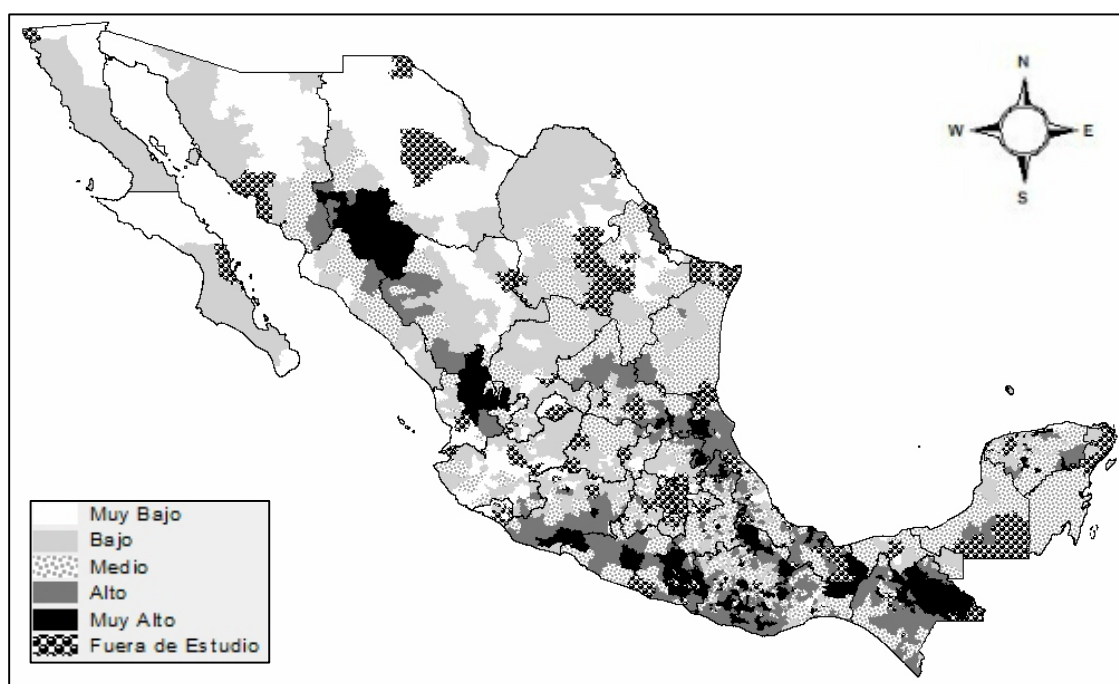 N
W E
S
Muy Bajo
Bajo
Medio
Alto
Muy Alto
Fuera de Estudio